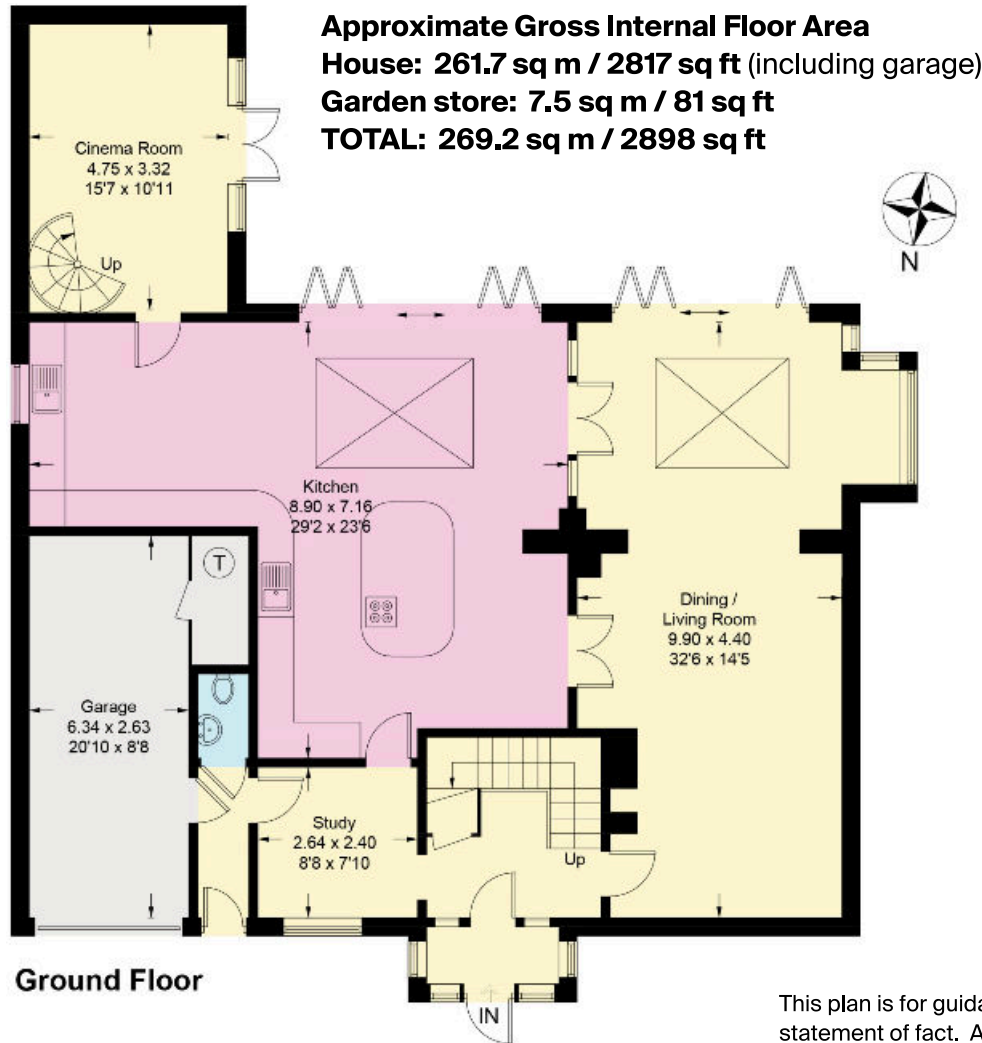 Approximate Gross Internal Floor Area
House: 261.7 sq m / 2817 sq ft (including garage)
Garden store: 7.5 sq m / 81 sq ft
TOTAL: 269.2 sq m / 2898 sq ft
Cinema Room
4.75 x 3.32
15'7 x 10'11
Up
N
Kitchen
8.90 x 7.16
29'2 x 23'6
T
Dining /
Living Room
9.90 x 4.40
32'6 x 14'5
Garage
6.34 x 2.63
20'10 x 8'8
Study
2.64 x 2.40
8'8 x 7'10
Up
IN
Ground Floor
This plan is for guida
statement of fact. A